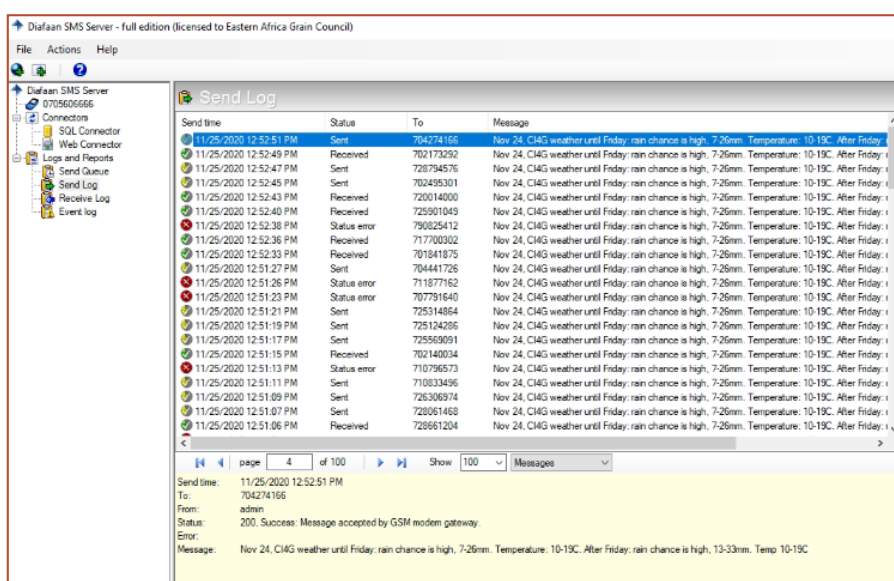 Diafaan SMS Server - full edition (licensed to Eastern Africa Grain Council)
File Actions Help
Diafaan SMS Server
0705606666
Connectors
SQL Connector
Web Connector
Logs and Reports
Send Queue
Send Log
Receive Log
Event log
Send Log
Send time Status To Message
11/25/2020 12:52:51 PM Sent 704274166 Nov 24, CI4G weather until Friday: rain chance is high, 7-26mm. Temperature: 10-19C. After Friday:
11/25/2020 12:52:49 PM Received 702173292 Nov 24, CI4G weather until Friday: rain chance is high, 7-26mm. Temperature: 10-19C. After Friday:
11/25/2020 12:52:47 PM Sent 728794576 Nov 24, CI4G weather until Friday: rain chance is high, 7-26mm. Temperature: 10-19C. After Friday:
11/25/2020 12:52:45 PM Sent 702495301 Nov 24, CI4G weather until Friday: rain chance is high, 7-26mm. Temperature: 10-19C. After Friday:
11/25/2020 12:52:43 PM Received 720014000 Nov 24, CI4G weather until Friday: rain chance is high, 7-26mm. Temperature: 10-19C. After Friday:
11/25/2020 12:52:40 PM Received 725901049 Nov 24, CI4G weather until Friday: rain chance is high, 7-26mm. Temperature: 10-19C. After Friday:
11/25/2020 12:52:38 PM Status error 790825412 Nov 24, CI4G weather until Friday: rain chance is high, 7-26mm. Temperature: 10-19C. After Friday:
11/25/2020 12:52:36 PM Received 717700302 Nov 24, CI4G weather until Friday: rain chance is high, 7-26mm. Temperature: 10-19C. After Friday:
11/25/2020 12:52:33 PM Received 701841875 Nov 24, CI4G weather until Friday: rain chance is high, 7-26mm. Temperature: 10-19C. After Friday:
11/25/2020 12:51:27 PM Sent 704441726 Nov 24, CI4G weather until Friday: rain chance is high, 7-26mm. Temperature: 10-19C. After Friday:
11/25/2020 12:51:26 PM Status error 711877162 Nov 24, CI4G weather until Friday: rain chance is high, 7-26mm. Temperature: 10-19C. After Friday:
11/25/2020 12:51:23 PM Status error 707791640 Nov 24, CI4G weather until Friday: rain chance is high, 7-26mm. Temperature: 10-19C. After Friday:
11/25/2020 12:51:21 PM Sent 725314864 Nov 24, CI4G weather until Friday: rain chance is high, 7-26mm. Temperature: 10-19C. After Friday:
11/25/2020 12:51:19 PM Sent 725124286 Nov 24, CI4G weather until Friday: rain chance is high, 7-26mm. Temperature: 10-19C. After Friday:
11/25/2020 12:51:17 PM Sent 725569091 Nov 24, CI4G weather until Friday: rain chance is high, 7-26mm. Temperature: 10-19C. After Friday:
11/25/2020 12:51:15 PM Received 702140034 Nov 24, CI4G weather until Friday: rain chance is high, 7-26mm. Temperature: 10-19C. After Friday:
11/25/2020 12:51:13 PM Status error 710796573 Nov 24, CI4G weather until Friday: rain chance is high, 7-26mm. Temperature: 10-19C. After Friday:
11/25/2020 12:51:11 PM Sent 710833496 Nov 24, CI4G weather until Friday: rain chance is high, 7-26mm. Temperature: 10-19C. After Friday:
11/25/2020 12:51:09 PM Sent 726306974 Nov 24, CI4G weather until Friday: rain chance is high, 7-26mm. Temperature: 10-19C. After Friday:
11/25/2020 12:51:07 PM Sent 728061468 Nov 24, CI4G weather until Friday: rain chance is high, 7-26mm. Temperature: 10-19C. After Friday:
11/25/2020 12:51:06 PM Received 728661204 Nov 24, CI4G weather until Friday: rain chance is high, 7-26mm. Temperature: 10-19C. After Friday:
page 4 of 100 Show 100 Messages
Send time: 11/25/2020 12:52:51 PM
To: 704274166
From: admin
Status: 200. Success: Message accepted by GSM modem gateway.
Error:
Message: Nov 24, CI4G weather until Friday: rain chance is high, 7-26mm. Temperature: 10-19C. After Friday: rain chance is high, 13-33mm. Temp 10-19C